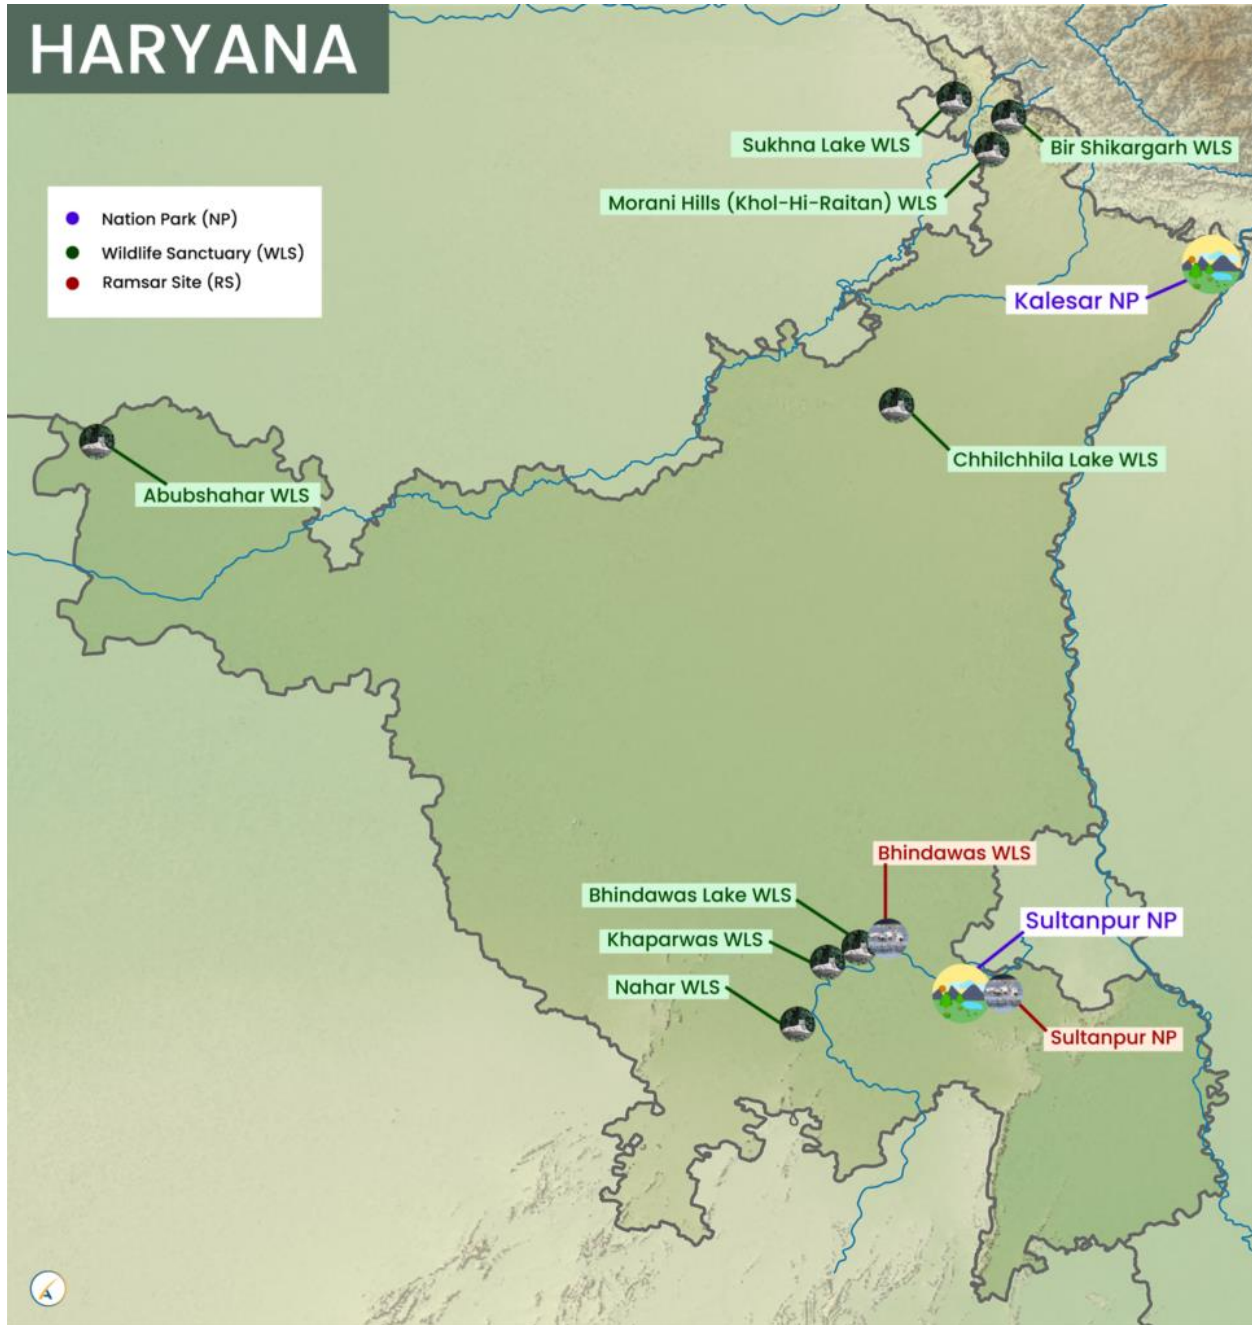 HARYANA
Sukhna Lake WLS
Bir Shikargarh WLS
Morani Hills (Khol-Hi-Raitan) WLS
Nation Park (NP)
Wildlife Sanctuary (WLS)
Ramsar Site (RS)
Kalesar NP
Chhilchhila Lake WLS
Abubshahar WLS
Bhindawas WLS
Bhindawas Lake WLS
Sultanpur NP
Khaparwas WLS
Nahar WLS
Sultanpur NP